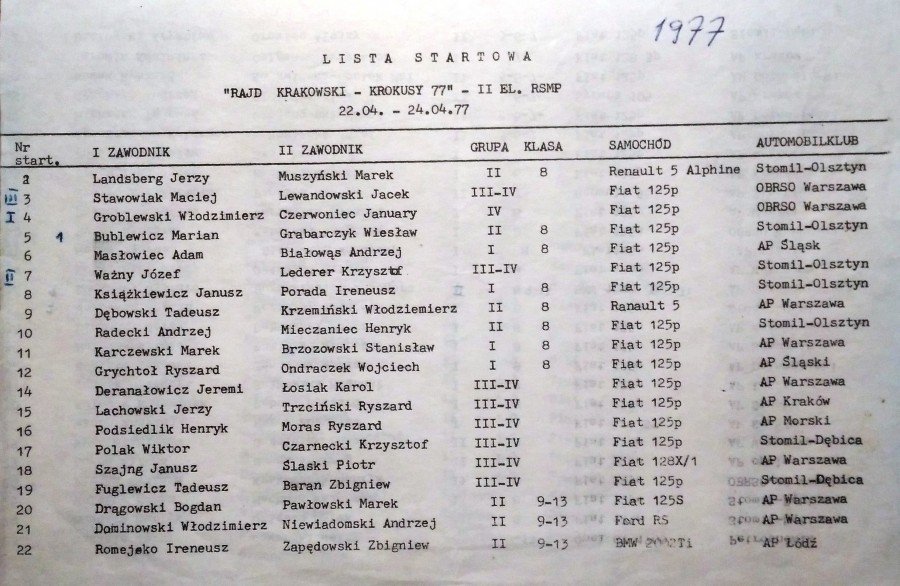 1977
LISTA STARTOWA
"RAJD KRAKOWSKI - KROKUSY 77" - II EL. RSMP
22.04. - 24.04.77
Nr start. I ZAWODNIK II ZAWODNIK GRUPA KLASA SAMOCHÓD AUTOMOBILKLUB
2 Landsberg Jerzy Muszyński Marek II 8 Renault 5 Alphine Stomil-Olsztyn
III 3 Stawowiak Maciej Lewandowski Jacek III-IV Fiat 125p OBRSO Warszawa
I 4 Groblewski Włodzimierz Czerwoniec January IV Fiat 125p OBRSO Warszawa
5 1 Bublewicz Marian Grabarczyk Wiesław II 8 Fiat 125p Stomil-Olsztyn
6 Masłowiec Adam Białowąs Andrzej I 8 Fiat 125p AP Śląsk
II 7 Ważny Józef Lederer Krzysztof III-IV Fiat 125p Stomil-Olsztyn
8 Książkiewicz Janusz Porada Ireneusz II I 8 Fiat 125p Stomil-Olsztyn
9 Dębowski Tadeusz Krzemiński Włodziemierz II 8 Ranault 5 AP Warszawa
10 Radecki Andrzej Mieczaniec Henryk II 8 Fiat 125p Stomil-Olsztyn
11 Karczewski Marek Brzozowski Stanisław I 8 Fiat 125p AP Warszawa
12 Grychtoł Ryszard Ondraczek Wojciech I 8 Fiat 125p AP Śląski
14 Deranałowicz Jeremi Łosiak Karol III-IV Fiat 125p AP Warszawa
15 Lachowski Jerzy Trzciński Ryszard III-IV Fiat 125p AP Kraków
16 Podsiedlik Henryk Moras Ryszard III-IV Fiat 125p AP Morski
17 Polak Wiktor Czarnecki Krzysztof III-IV Fiat 125p Stomil-Dębica
18 Szajng Janusz Ślaski Piotr III-IV Fiat 128X/1 AP Warszawa
19 Fuglewicz Tadeusz Baran Zbigniew III-IV Fiat 125p Stomil-Dębica
20 Drągowski Bogdan Pawłowski Marek II 9-13 Fiat 125S AP Warszawa
21 Dominowski Włodzimierz Niewiadomski Andrzej II 9-13 Ford RS AP Warszawa
22 Romejko Ireneusz Zapędowski Zbigniew II 9-13 BMW 2002Ti AP Łódź